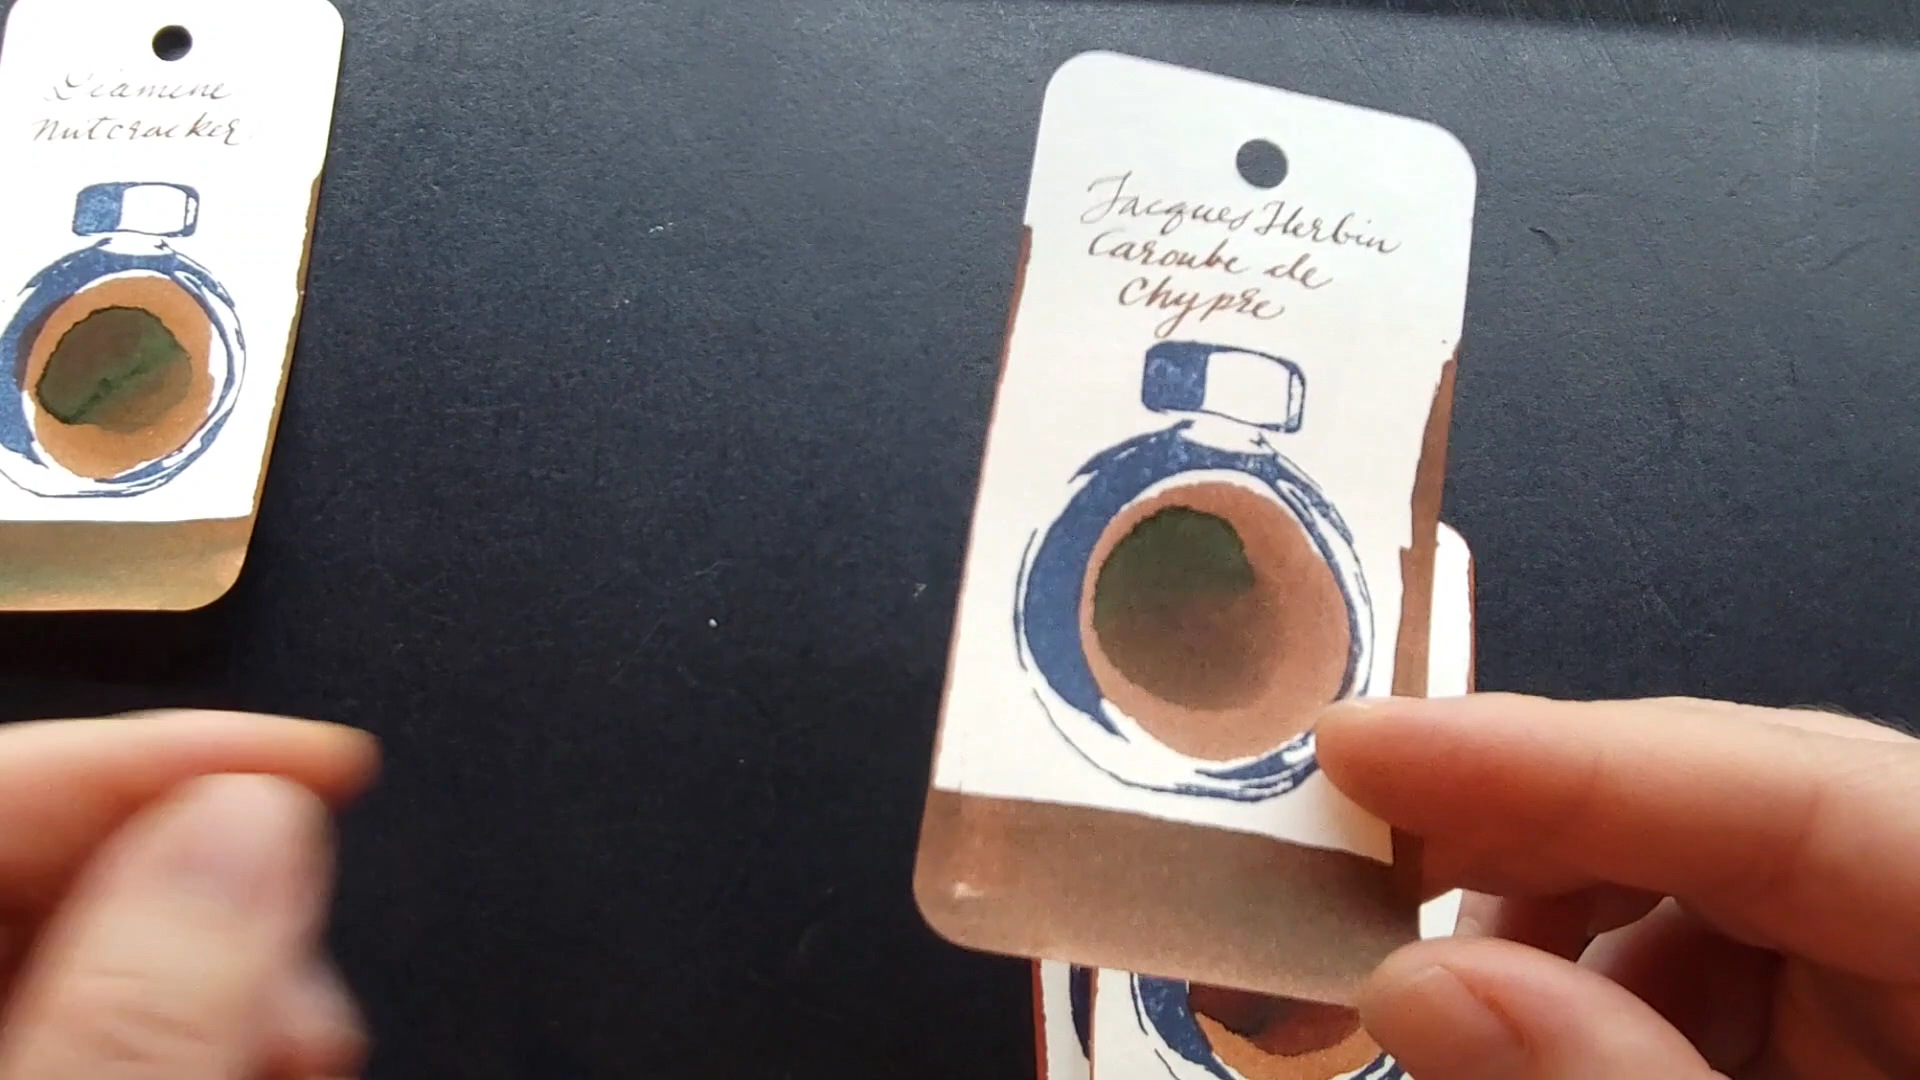 Diamine
Nutcracker
Jacques Herbin
Caroube de
Chypre